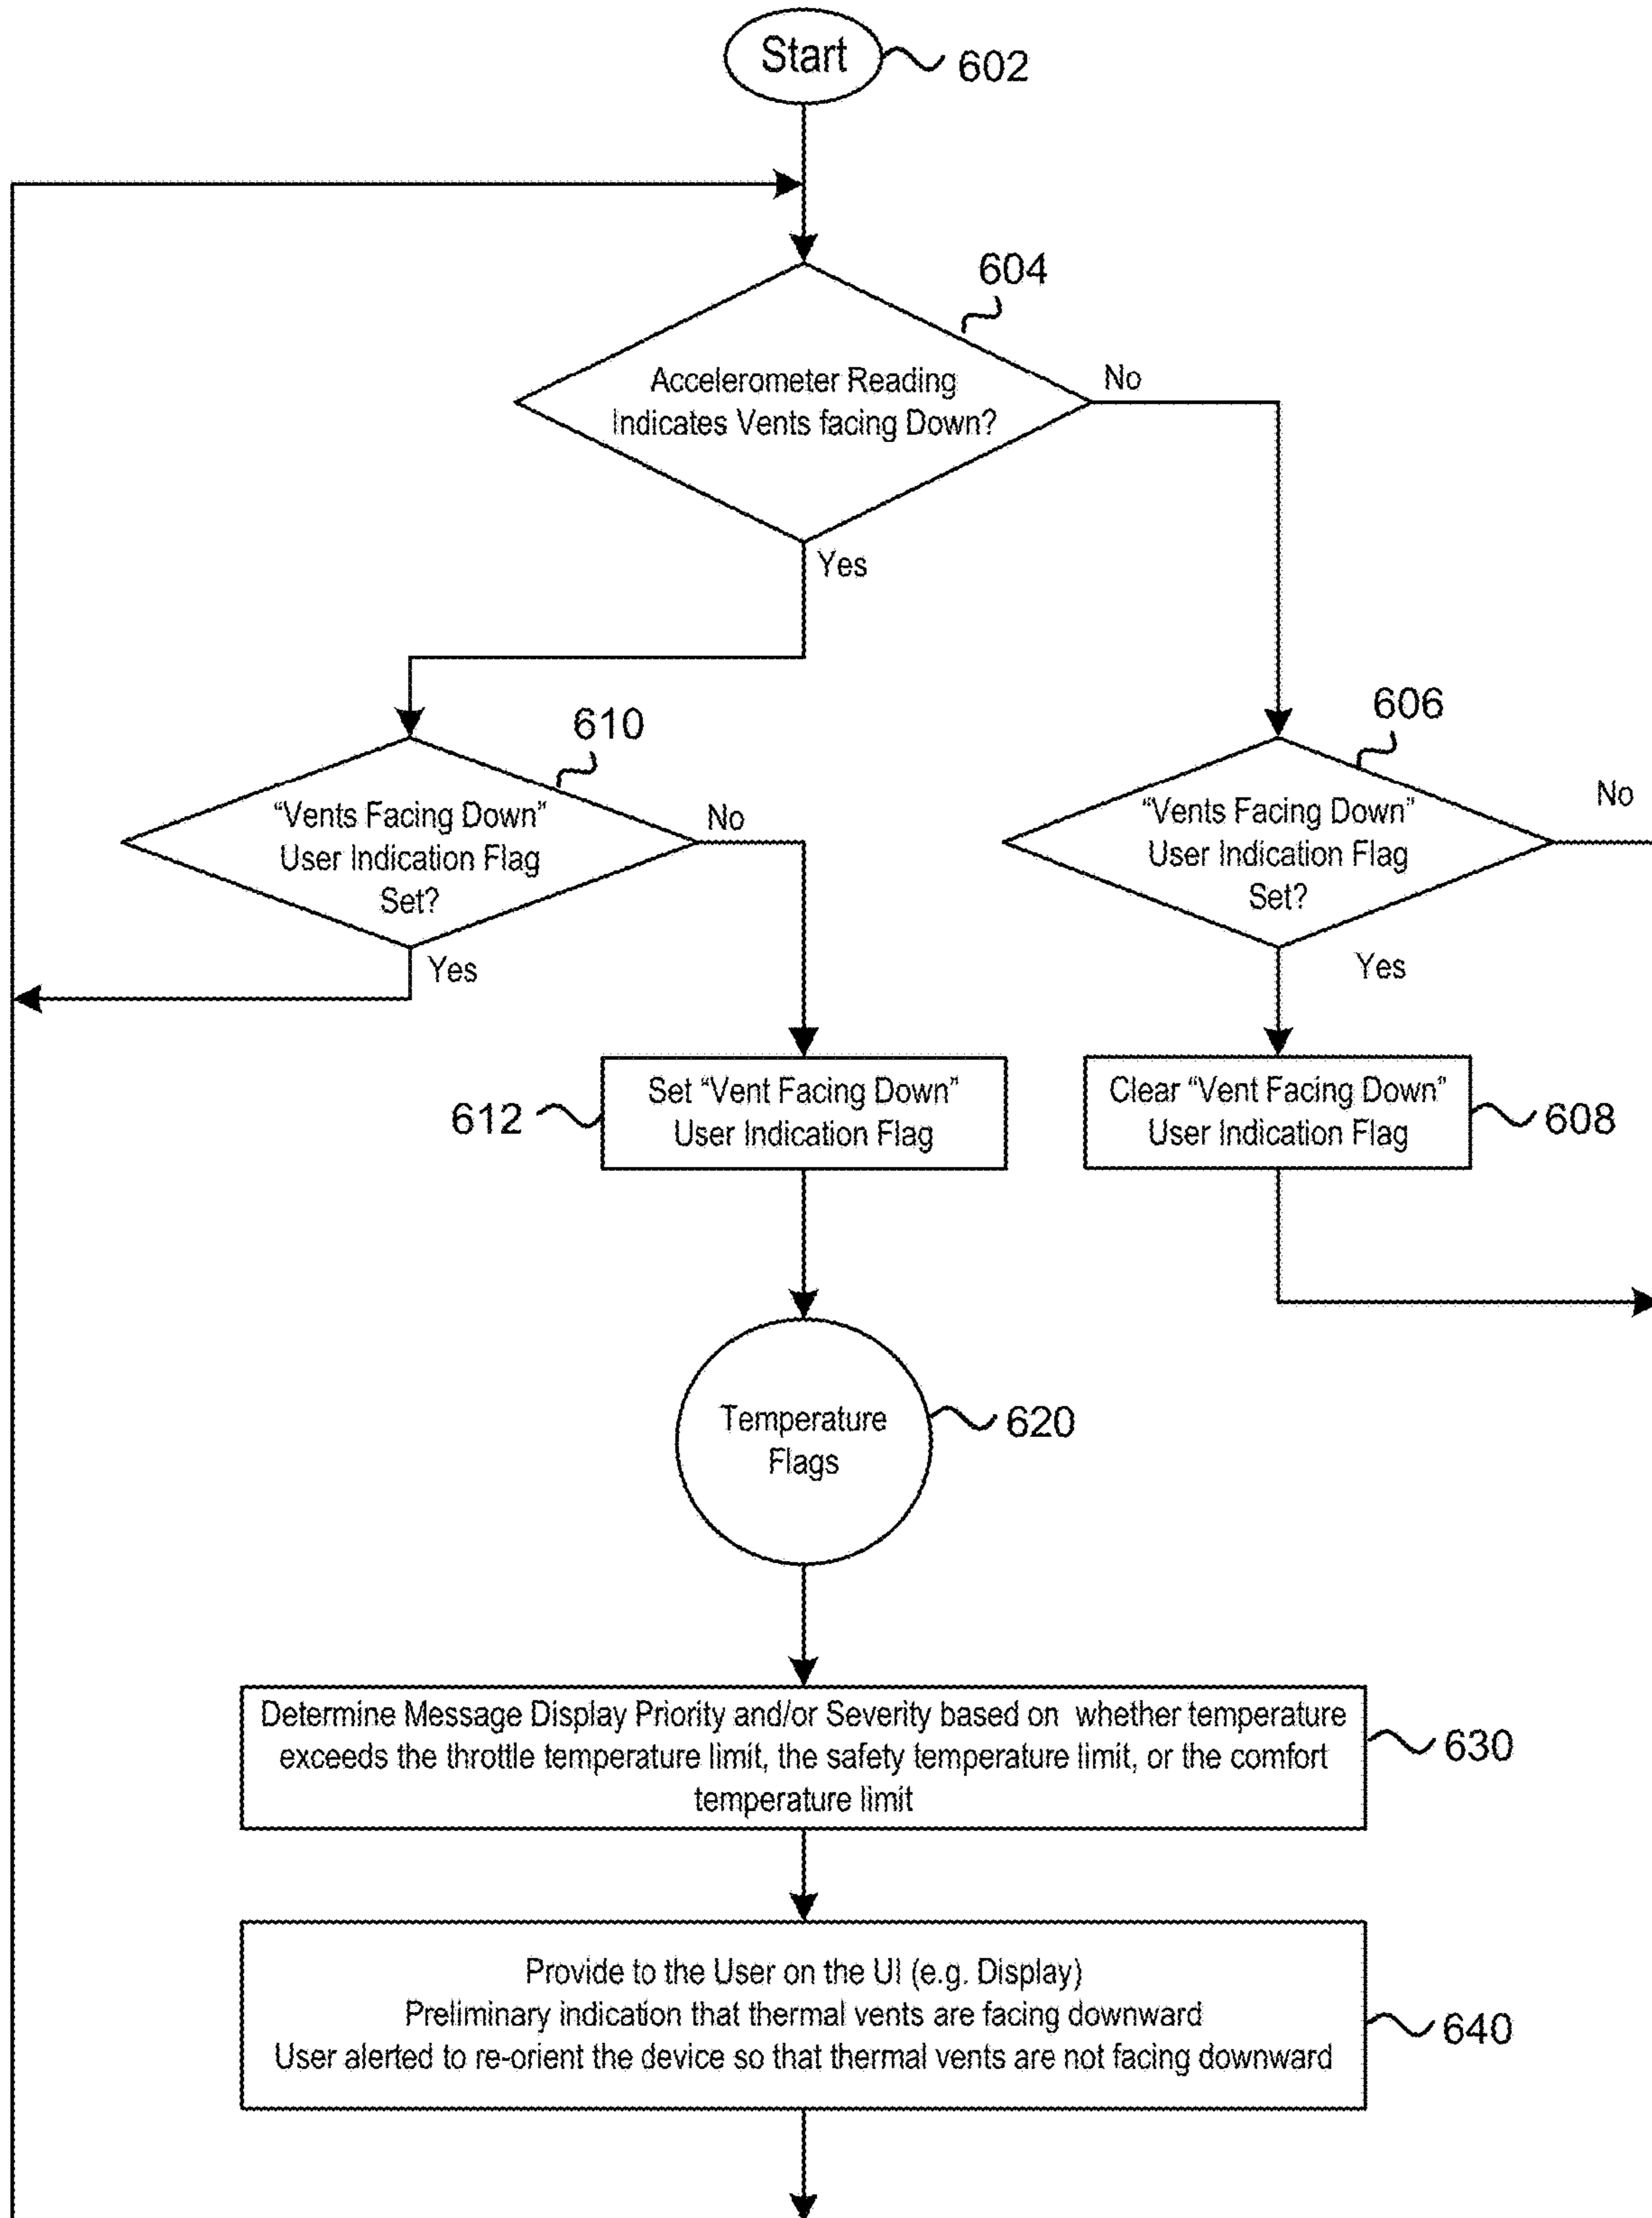 Start
602
604
Accelerometer Reading
Indicates Vents facing Down?
No
Yes
610
"Vents Facing Down"
User Indication Flag
Set?
No
Yes
606
"Vents Facing Down"
User Indication Flag
Set?
No
Yes
612
Set "Vent Facing Down"
User Indication Flag
Clear "Vent Facing Down"
User Indication Flag
608
Temperature
Flags
620
Determine Message Display Priority and/or Severity based on whether temperature
exceeds the throttle temperature limit, the safety temperature limit, or the comfort
temperature limit
630
Provide to the User on the UI (e.g. Display)
Preliminary indication that thermal vents are facing downward
User alerted to re-orient the device so that thermal vents are not facing downward
640